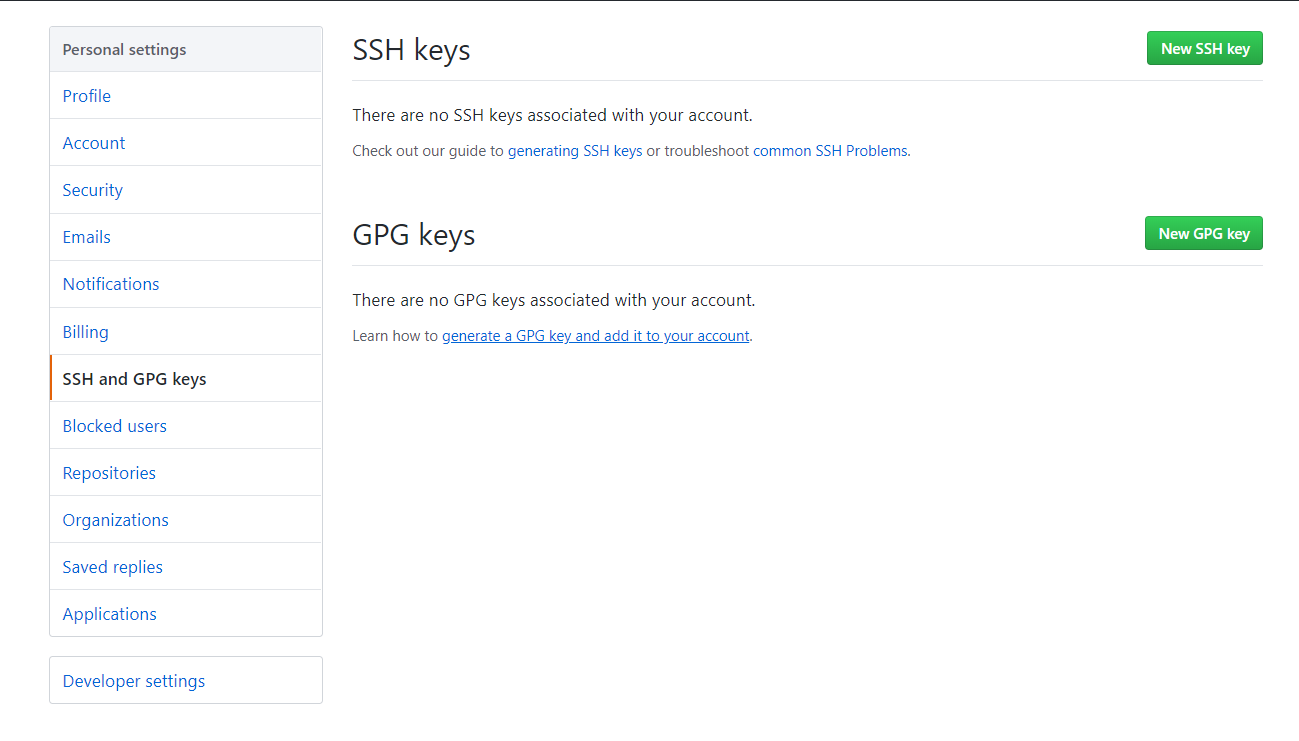 Personal settings
Profile
Account
Security
Emails
Notifications
Billing
SSH and GPG keys
Blocked users
Repositories
Organizations
Saved replies
Applications
Developer settings
SSH keys
New SSH key
There are no SSH keys associated with your account.
Check out our guide to generating SSH keys or troubleshoot common SSH Problems.
GPG keys
New GPG key
There are no GPG keys associated with your account.
Learn how to generate a GPG key and add it to your account.